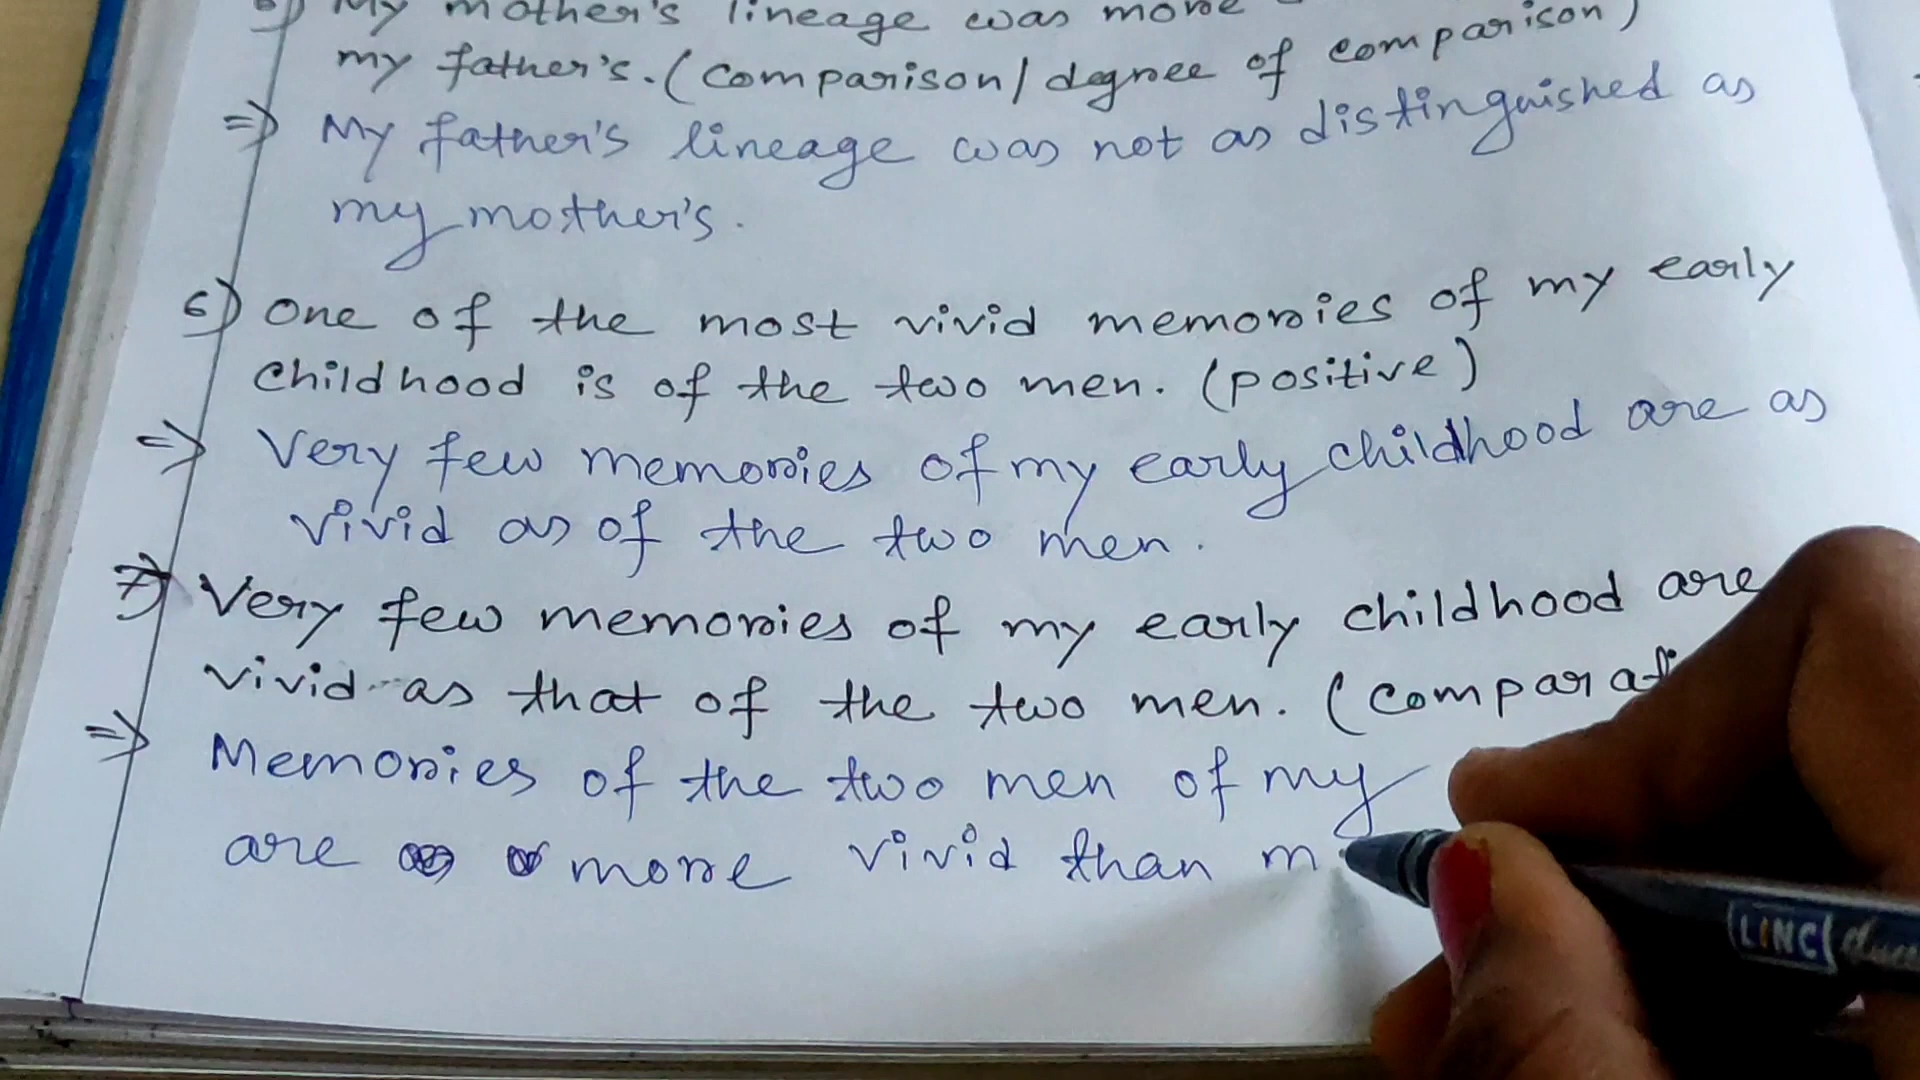 5) My mother's lineage was more
my father's. (comparison/degree of comparison)
=> My father's lineage was not as distinguished as
my mother's.
6) One of the most vivid memories of my early
childhood is of the two men. (positive)
=> Very few memories of my early childhood are as
vivid as of the two men.
7) Very few memories of my early childhood are
vivid as that of the two men. (comparati
=> Memories of the two men of my
are more vivid than m
LINC